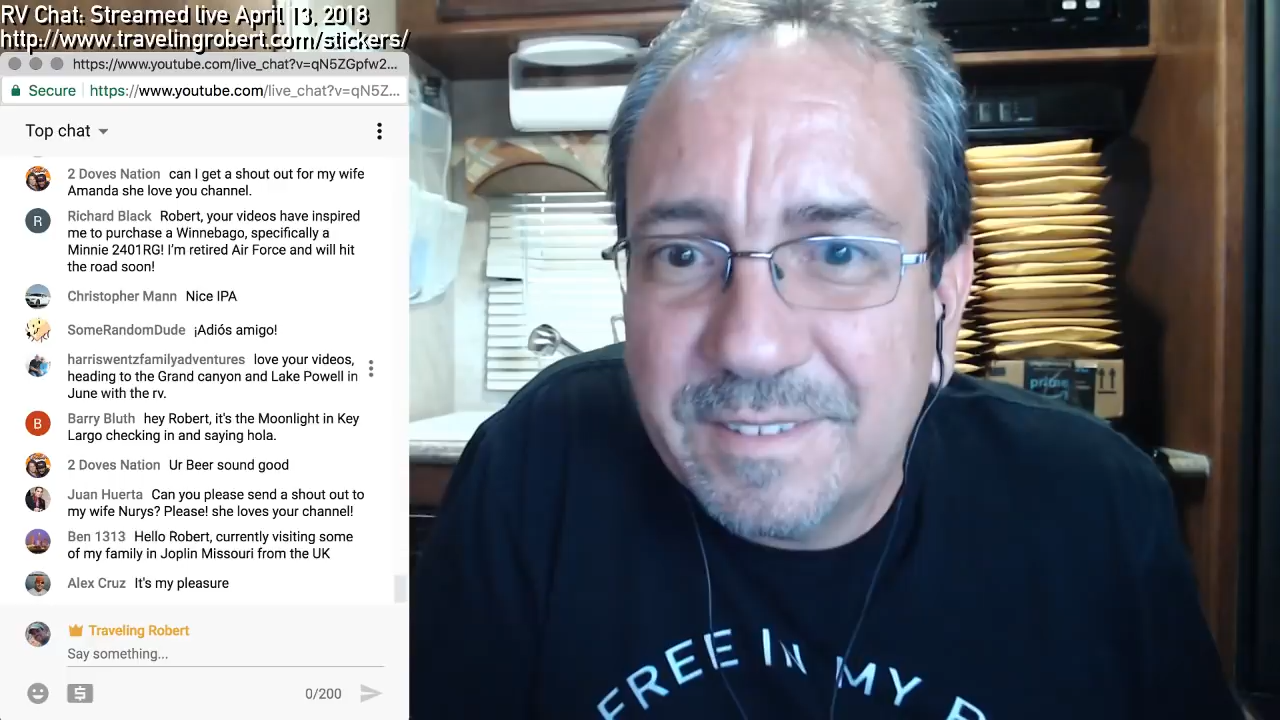 RV Chat: Streamed live April 13, 2018
http://www.travelingrobert.com/stickers/
https://www.youtube.com/live_chat?v=qN5ZGpfw2...
Secure https://www.youtube.com/live_chat?v=qN5Z...
Top chat
2 Doves Nation can I get a shout out for my wife
Amanda she love you channel.
R
Richard Black Robert, your videos have inspired
me to purchase a Winnebago, specifically a
Minnie 2401RG! I'm retired Air Force and will hit
the road soon!
Christopher Mann Nice IPA
SomeRandomDude ¡Adiós amigo!
harriswentzfamilyadventures love your videos,
heading to the Grand canyon and Lake Powell in
June with the rv.
B
Barry Bluth hey Robert, it's the Moonlight in Key
Largo checking in and saying hola.
2 Doves Nation Ur Beer sound good
Juan Huerta Can you please send a shout out to
my wife Nurys? Please! she loves your channel!
Ben 1313 Hello Robert, currently visiting some
of my family in Joplin Missouri from the UK
Alex Cruz It's my pleasure
Traveling Robert
Say something...
0/200
prime
FREE IN MY